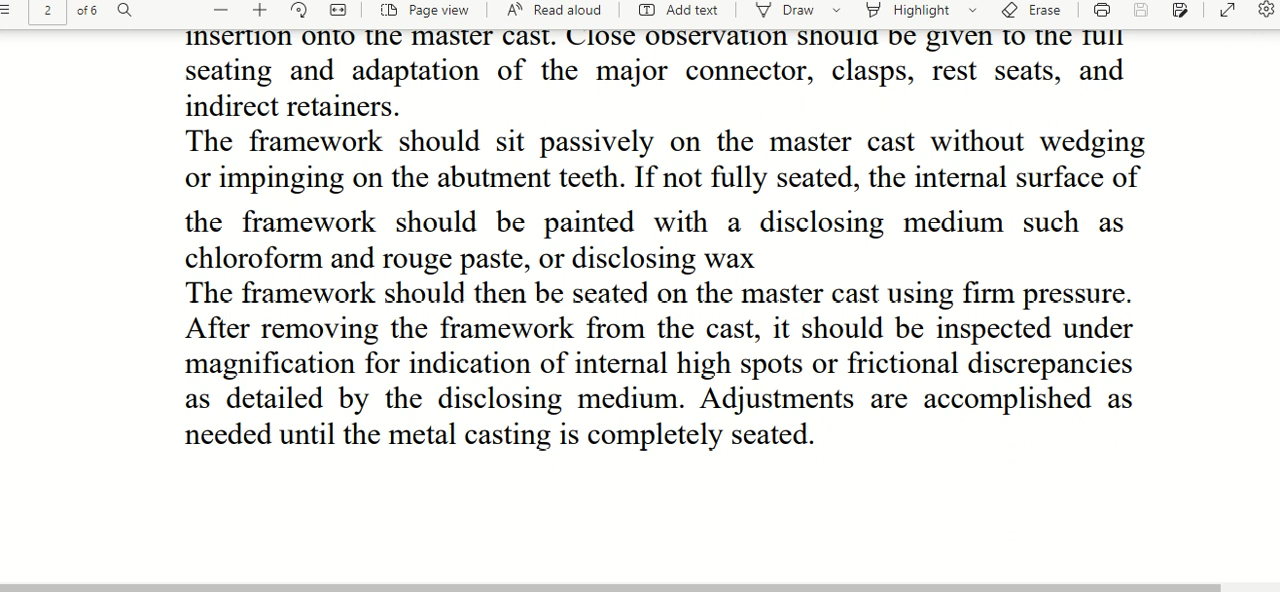 2 of 6 Page view Read aloud Add text Draw Highlight Erase
insertion onto the master cast. Close observation should be given to the full
seating and adaptation of the major connector, clasps, rest seats, and
indirect retainers.
The framework should sit passively on the master cast without wedging
or impinging on the abutment teeth. If not fully seated, the internal surface of
the framework should be painted with a disclosing medium such as
chloroform and rouge paste, or disclosing wax
The framework should then be seated on the master cast using firm pressure.
After removing the framework from the cast, it should be inspected under
magnification for indication of internal high spots or frictional discrepancies
as detailed by the disclosing medium. Adjustments are accomplished as
needed until the metal casting is completely seated.